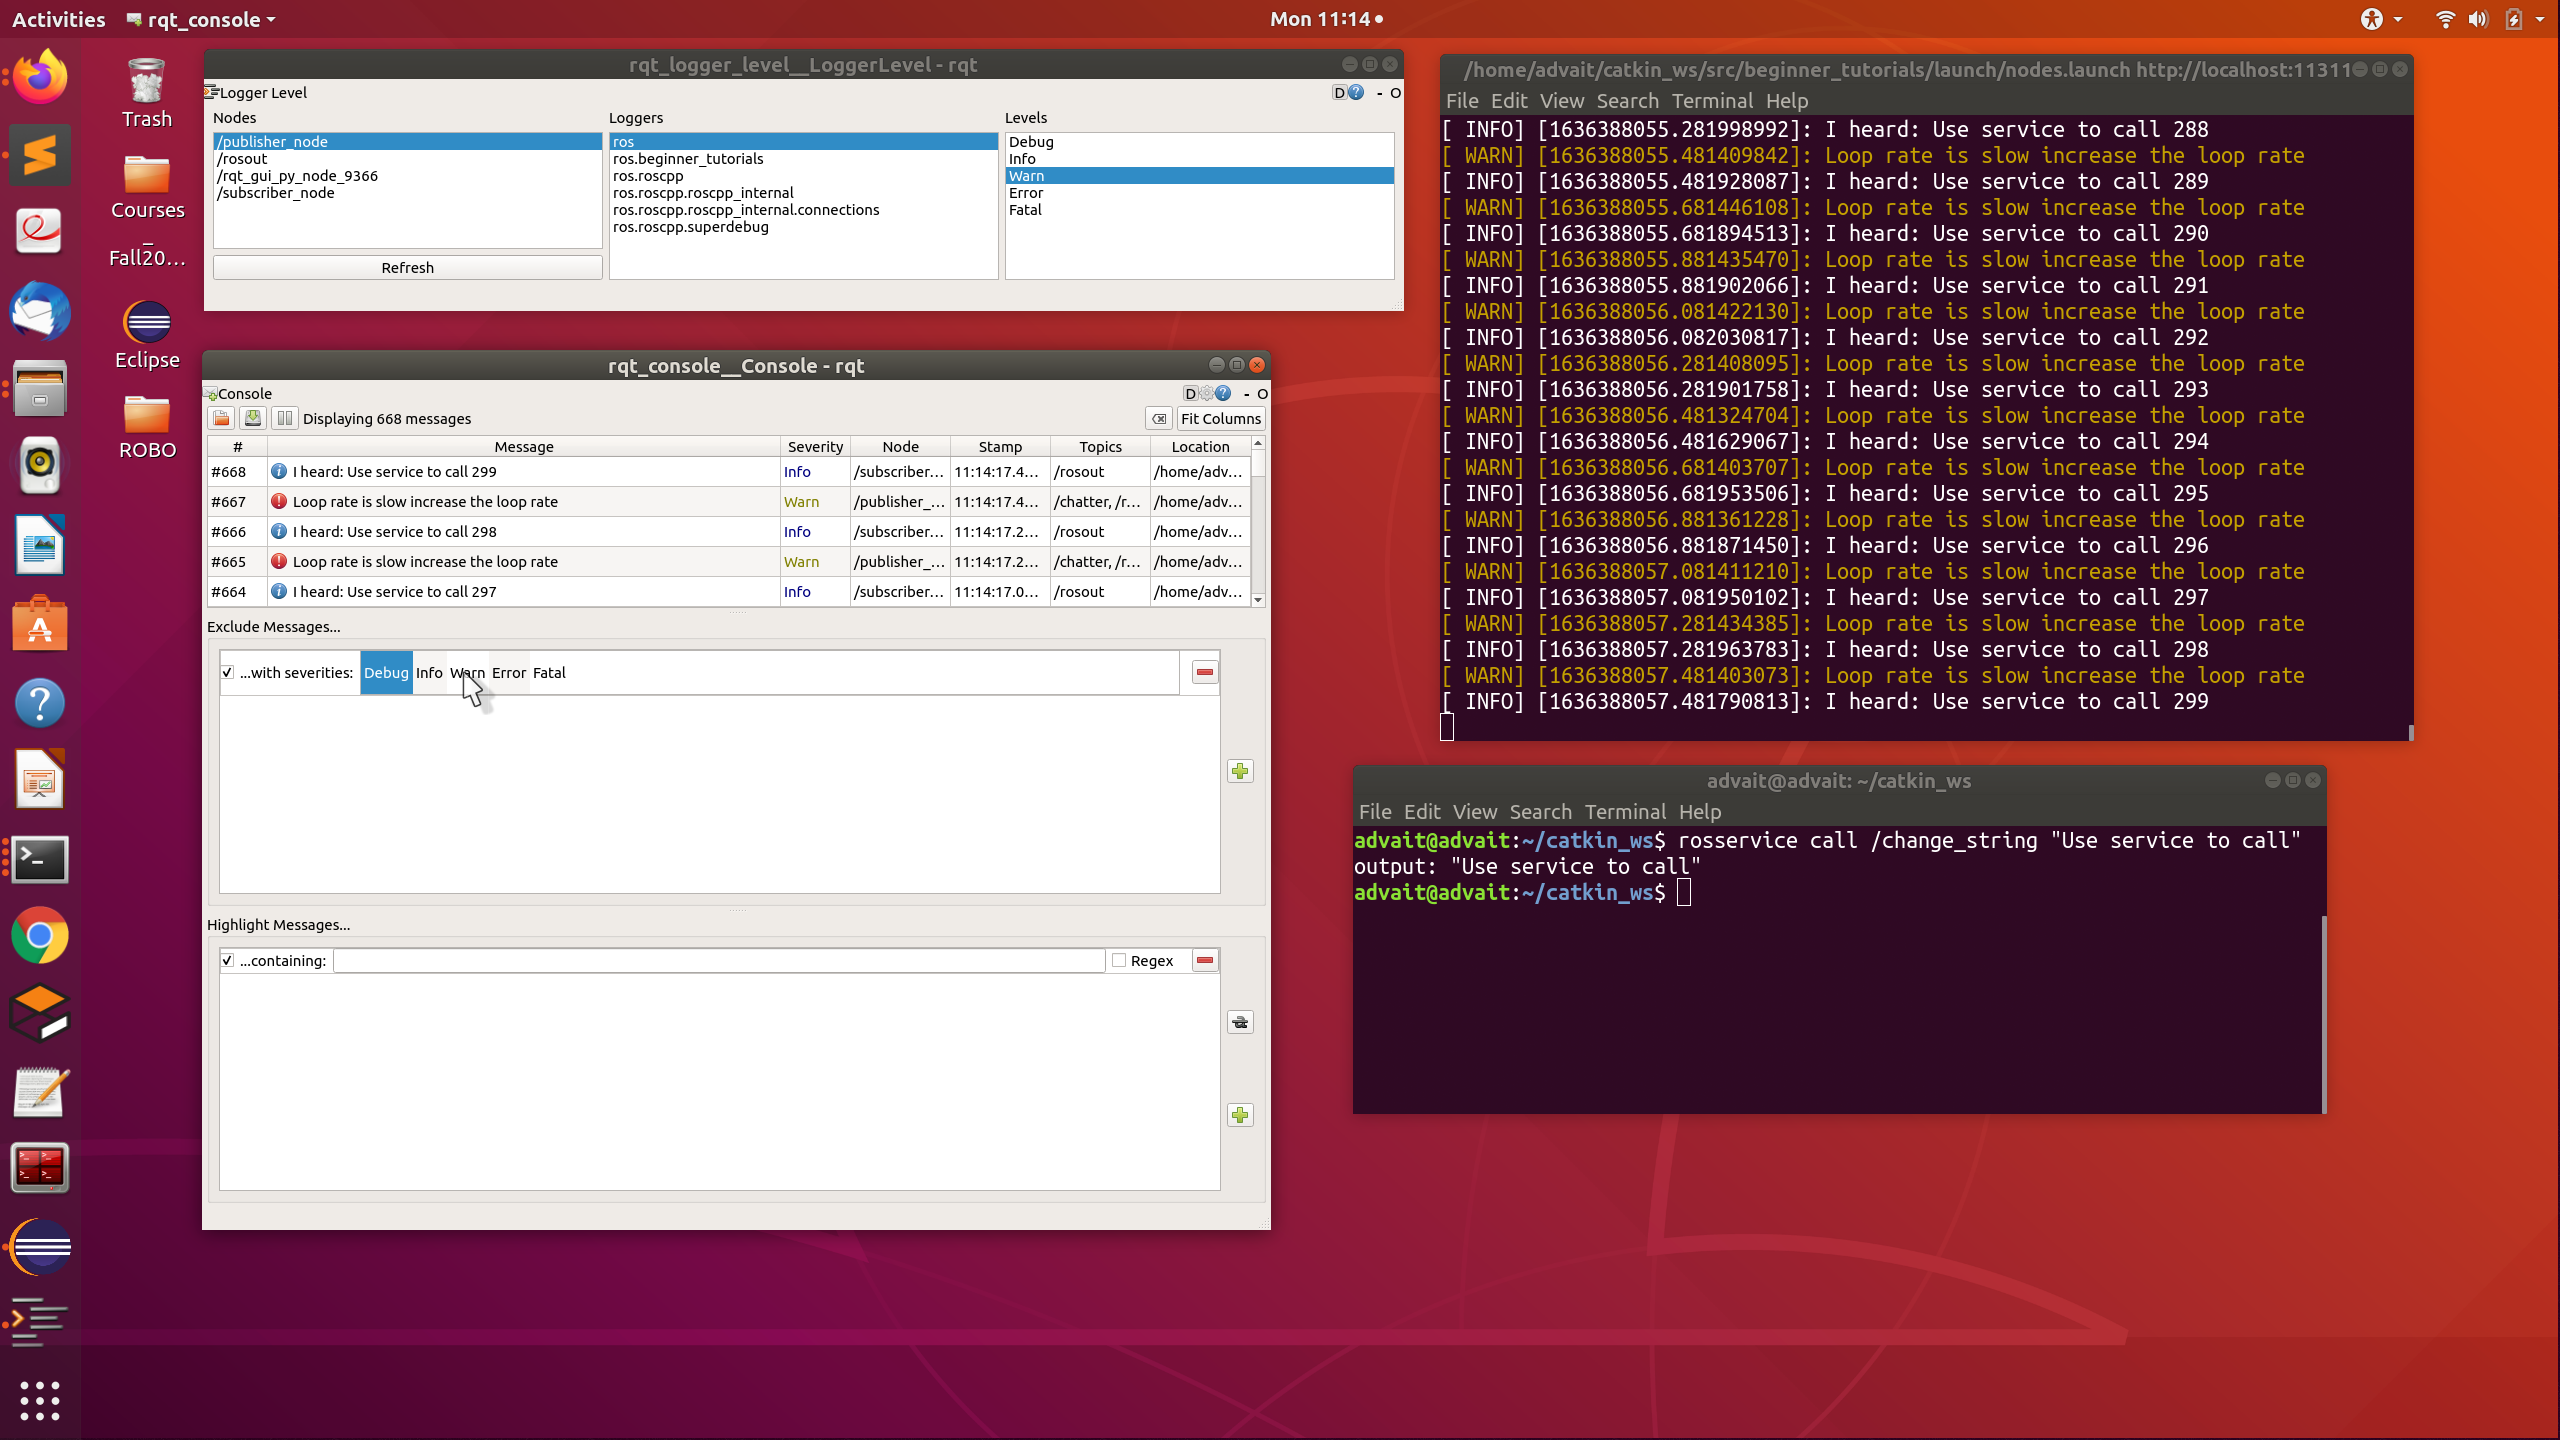 Activities
rqt_console
Mon 11:14
Trash
Courses
_
Fall20...
Eclipse
ROBO
rqt_logger_level__LoggerLevel - rqt
Logger Level
D
- O
Nodes
Loggers
Levels
/publisher_node
/rosout
/rqt_gui_py_node_9366
/subscriber_node
Refresh
ros
ros.beginner_tutorials
ros.roscpp
ros.roscpp.roscpp_internal
ros.roscpp.roscpp_internal.connections
ros.roscpp.superdebug
Debug
Info
Warn
Error
Fatal
rqt_console__Console - rqt
Console
D
- O
Displaying 668 messages
Fit Columns
# Message Severity Node Stamp Topics Location
#668 I heard: Use service to call 299 Info /subscriber... 11:14:17.4... /rosout /home/adv...
#667 Loop rate is slow increase the loop rate Warn /publisher_... 11:14:17.4... /chatter, /r... /home/adv...
#666 I heard: Use service to call 298 Info /subscriber... 11:14:17.2... /rosout /home/adv...
#665 Loop rate is slow increase the loop rate Warn /publisher_... 11:14:17.2... /chatter, /r... /home/adv...
#664 I heard: Use service to call 297 Info /subscriber... 11:14:17.0... /rosout /home/adv...
Exclude Messages...
...with severities: Debug Info Warn Error Fatal
Highlight Messages...
...containing: Regex
/home/advait/catkin_ws/src/beginner_tutorials/launch/nodes.launch http://localhost:11311
File Edit View Search Terminal Help
[ INFO] [1636388055.281998992]: I heard: Use service to call 288
[ WARN] [1636388055.481409842]: Loop rate is slow increase the loop rate
[ INFO] [1636388055.481928087]: I heard: Use service to call 289
[ WARN] [1636388055.681446108]: Loop rate is slow increase the loop rate
[ INFO] [1636388055.681894513]: I heard: Use service to call 290
[ WARN] [1636388055.881435470]: Loop rate is slow increase the loop rate
[ INFO] [1636388055.881902066]: I heard: Use service to call 291
[ WARN] [1636388056.081422130]: Loop rate is slow increase the loop rate
[ INFO] [1636388056.082030817]: I heard: Use service to call 292
[ WARN] [1636388056.281408095]: Loop rate is slow increase the loop rate
[ INFO] [1636388056.281901758]: I heard: Use service to call 293
[ WARN] [1636388056.481324704]: Loop rate is slow increase the loop rate
[ INFO] [1636388056.481629067]: I heard: Use service to call 294
[ WARN] [1636388056.681403707]: Loop rate is slow increase the loop rate
[ INFO] [1636388056.681953506]: I heard: Use service to call 295
[ WARN] [1636388056.881361228]: Loop rate is slow increase the loop rate
[ INFO] [1636388056.881871450]: I heard: Use service to call 296
[ WARN] [1636388057.081411210]: Loop rate is slow increase the loop rate
[ INFO] [1636388057.081950102]: I heard: Use service to call 297
[ WARN] [1636388057.281434385]: Loop rate is slow increase the loop rate
[ INFO] [1636388057.281963783]: I heard: Use service to call 298
[ WARN] [1636388057.481403073]: Loop rate is slow increase the loop rate
[ INFO] [1636388057.481790813]: I heard: Use service to call 299
advait@advait: ~/catkin_ws
File Edit View Search Terminal Help
advait@advait:~/catkin_ws$ rosservice call /change_string "Use service to call"
output: "Use service to call"
advait@advait:~/catkin_ws$